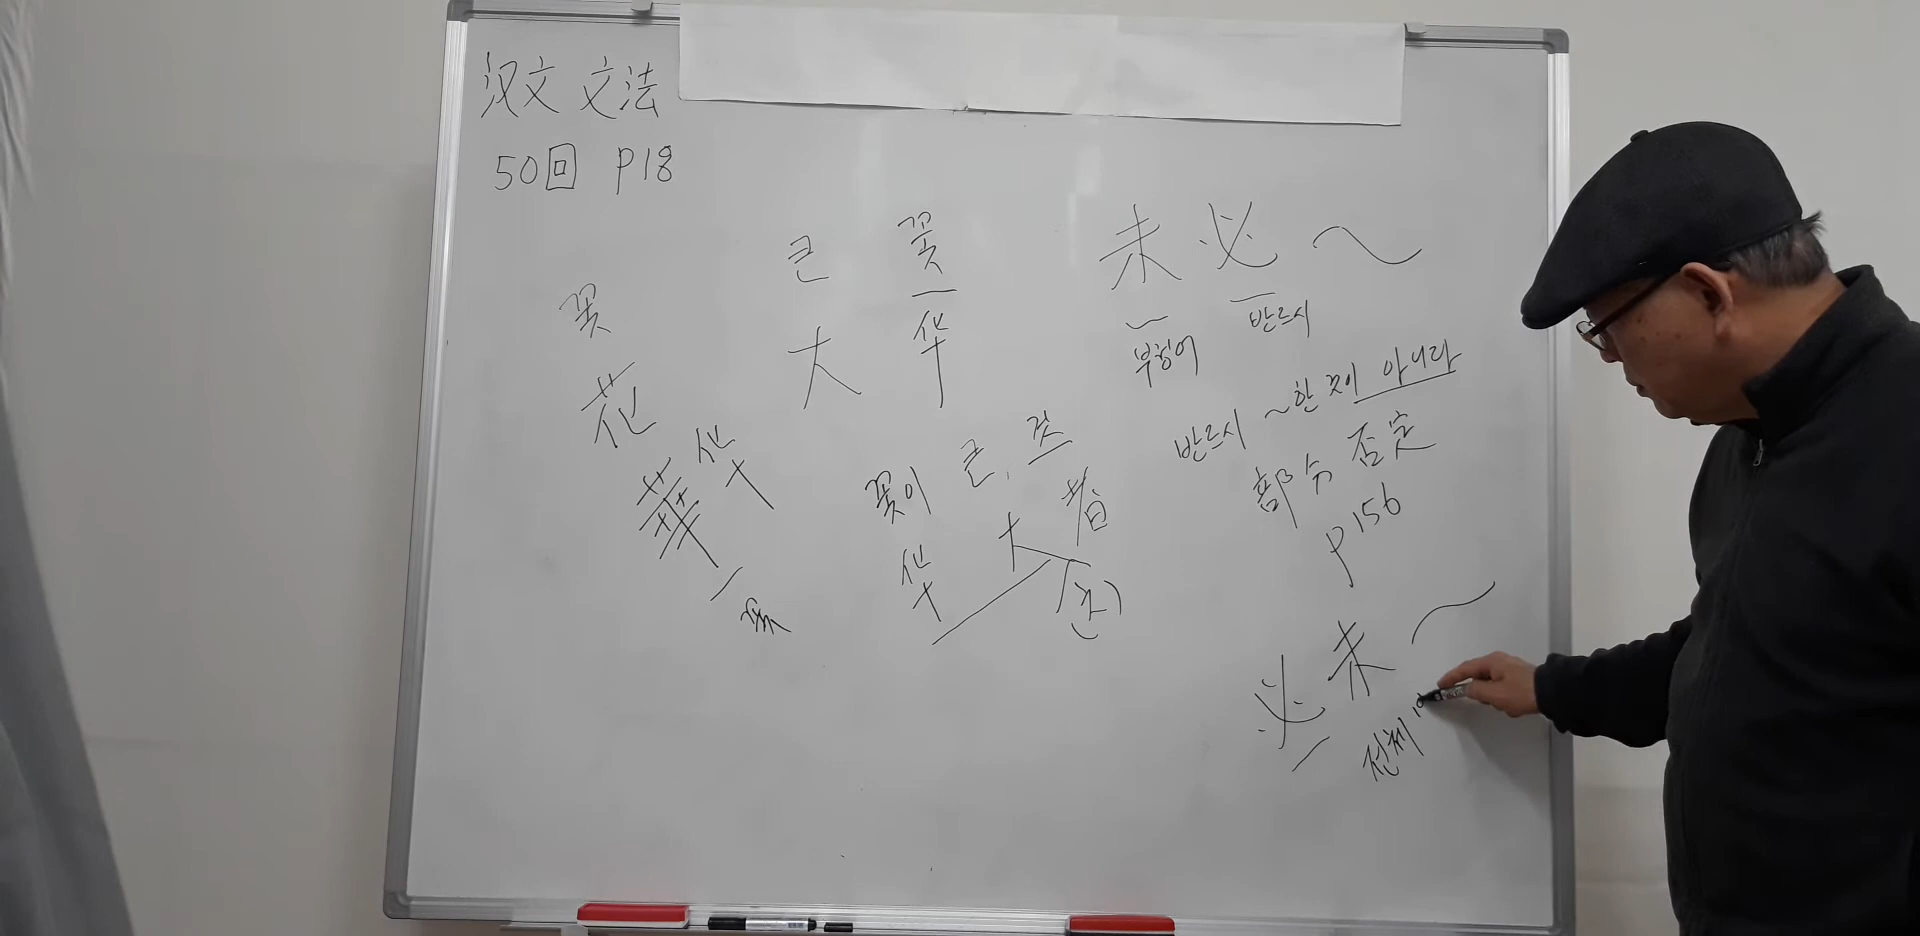 汉文 文法
50回 P18
꽃
花
華 华
큰 꽃
大 华
꽃이 큰, 것
华 大 者
未必~
부정어 반르시
반르시 ~한 것이 아니라
部分 否定
P156
必未~
전체